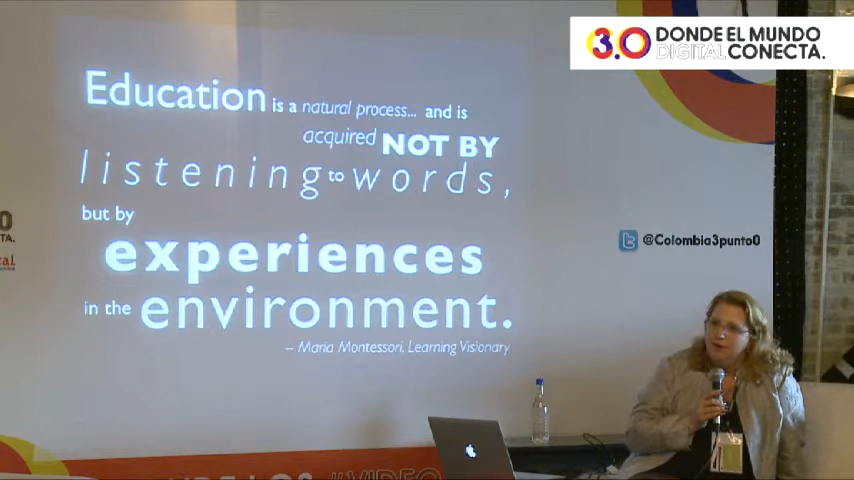 3.0 DONDE EL MUNDO
DIGITAL CONECTA.
Education is a natural process... and is
acquired NOT BY
listening to words,
but by
experiences
in the environment.
– Maria Montessori, Learning Visionary
@Colombia3punto0